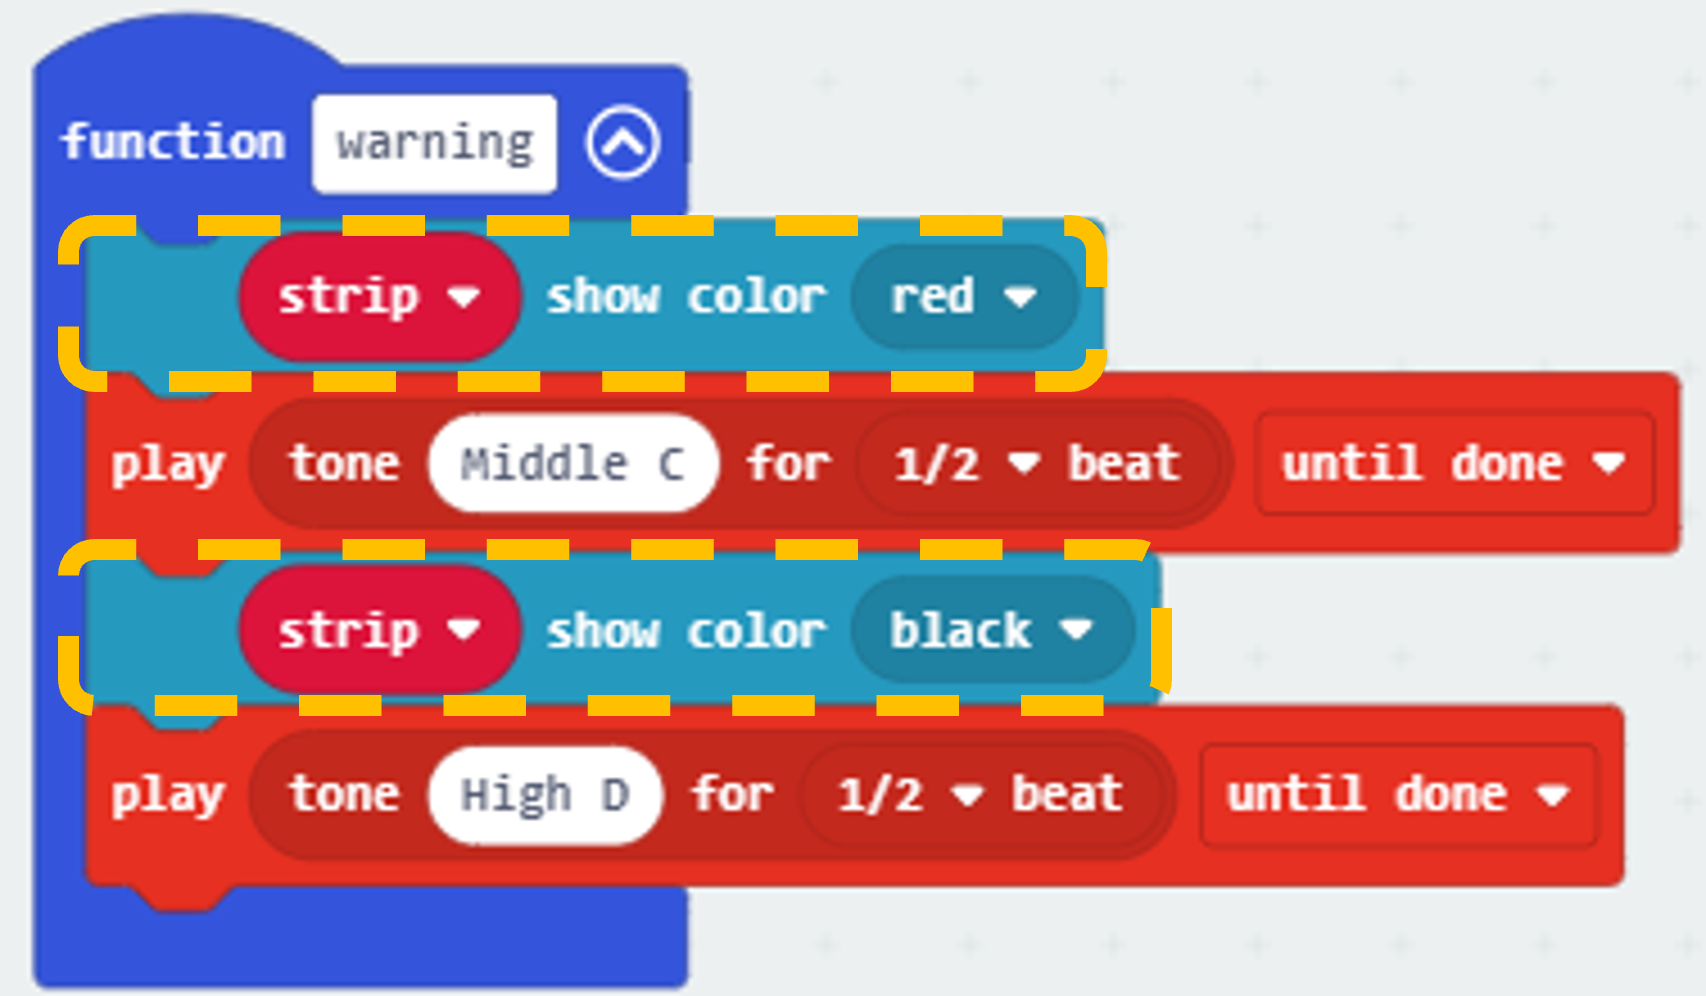 function warning
strip show color red
play tone Middle C for 1/2 beat until done
strip show color black
play tone High D for 1/2 beat until done